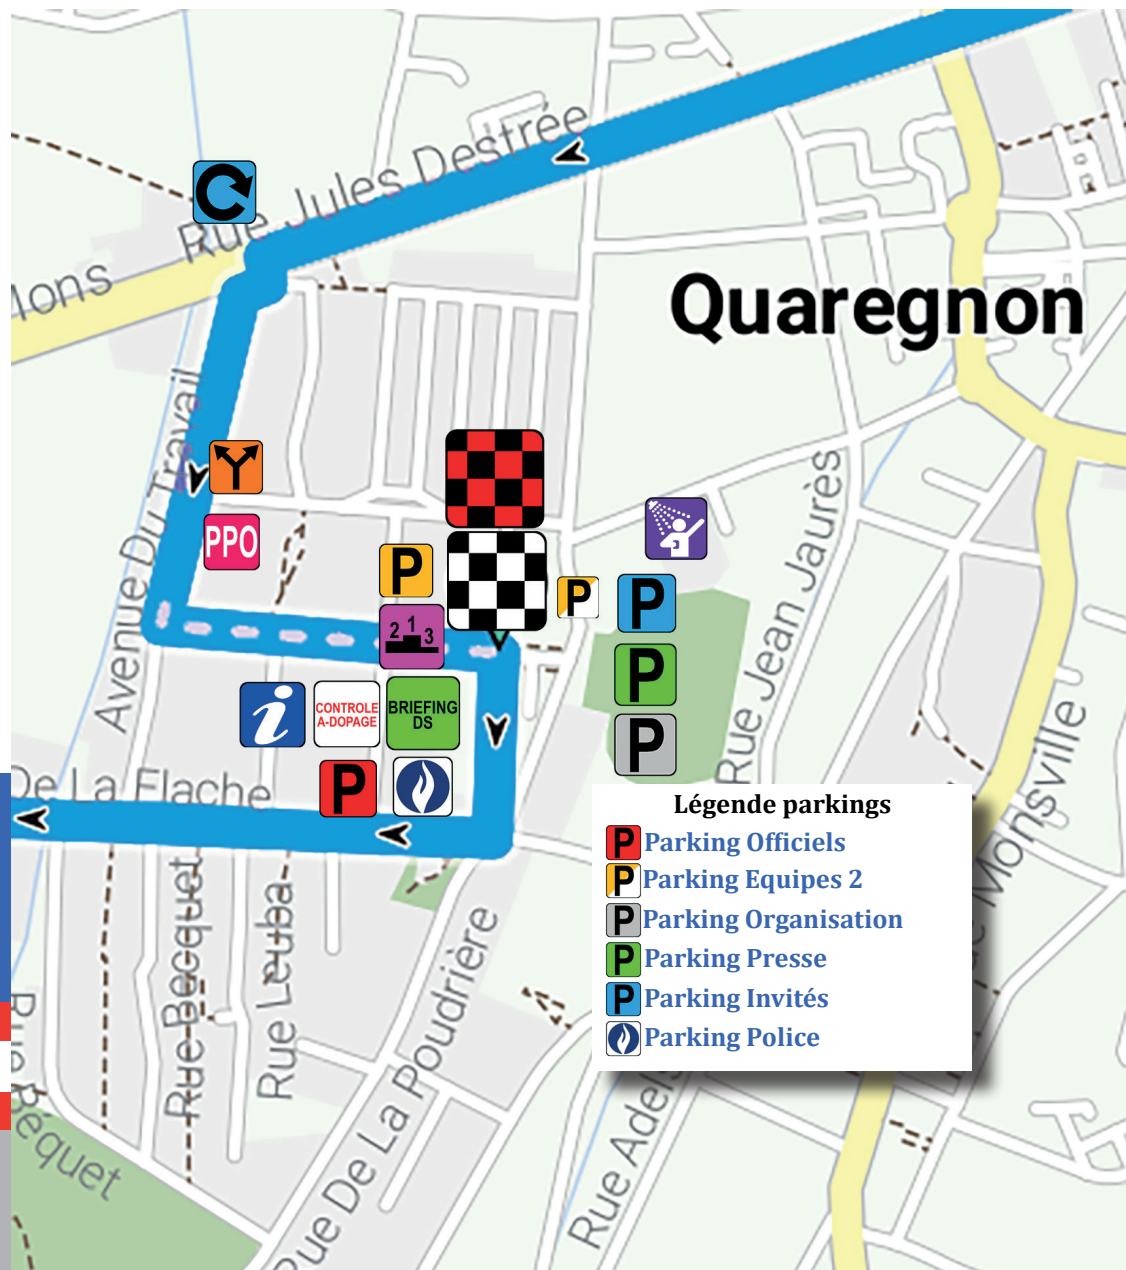 Rue Jules Destrée
Mons
Quaregnon
Avenue Du Travail
PPO
P
P
2 1 3
P
P
P
Rue Jean Jaurès
i
CONTROLE
A-DOPAGE
BRIEFING
DS
P
De La Flache
Monsville
Légende parkings
P Parking Officiels
P Parking Equipes 2
P Parking Organisation
P Parking Presse
P Parking Invités
Parking Police
Rue Becquet
Rue Leuba
Rue De La Poudrière
Rue
Béquet
Rue Adels